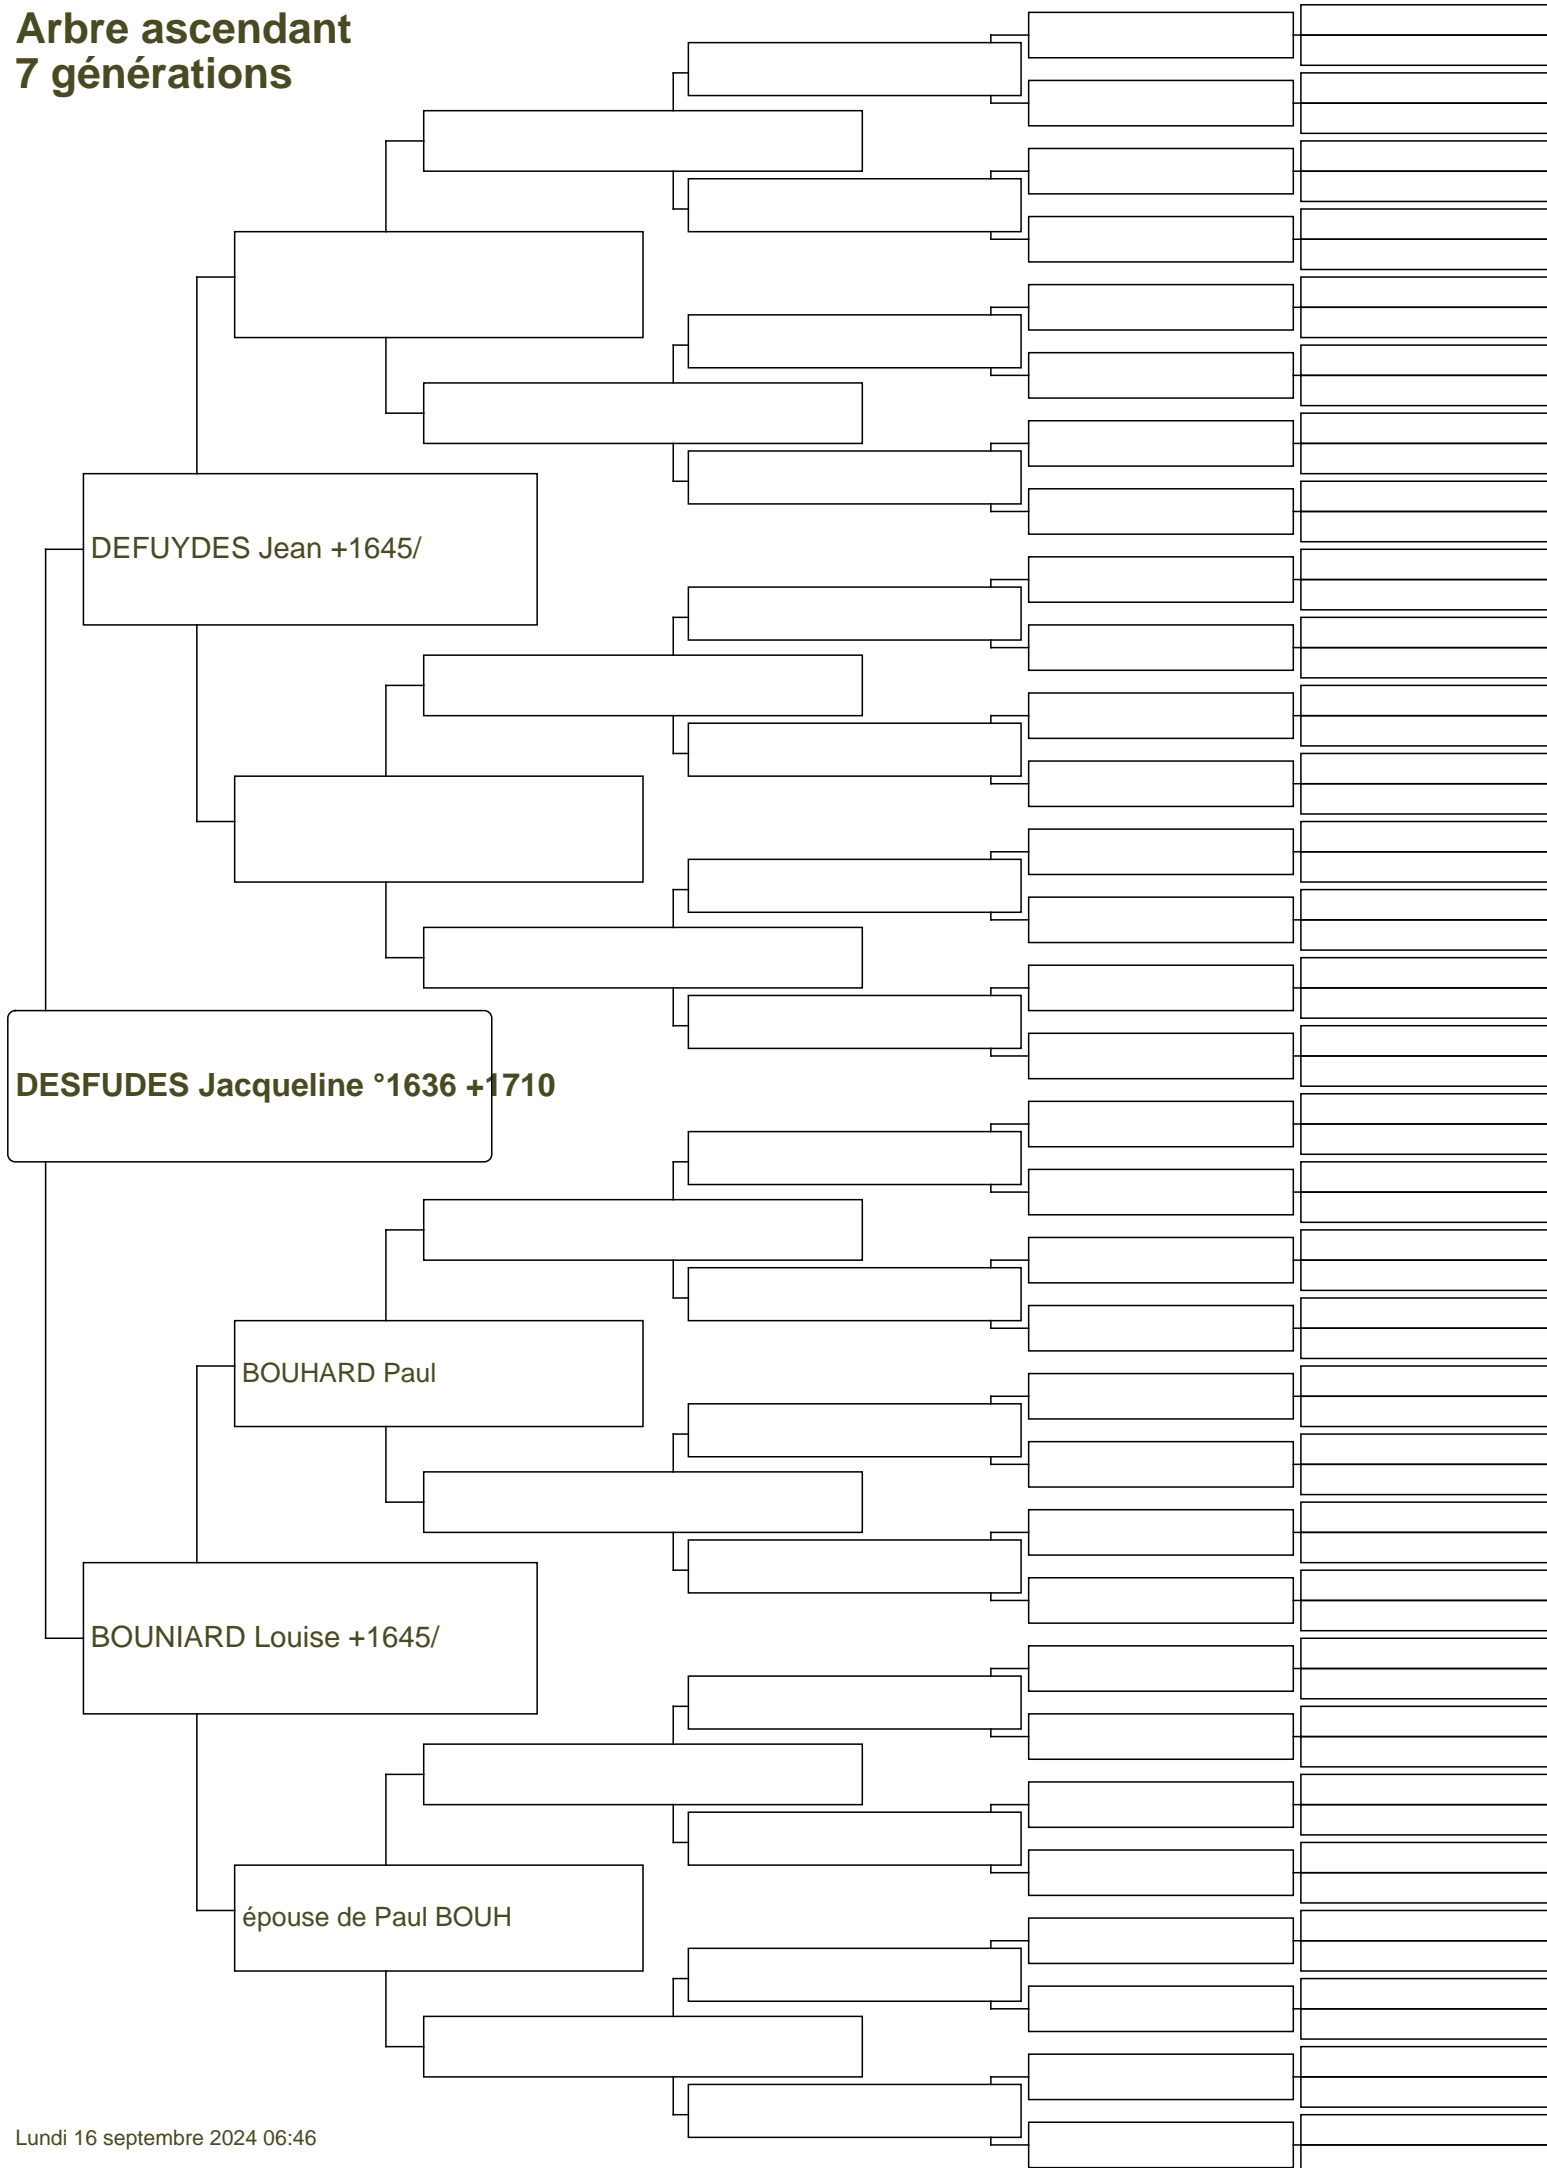 Arbre ascendant
7 générations
DEFUYDES Jean +1645/
DESFUDES Jacqueline °1636 +1710
BOUHARD Paul
BOUNIARD Louise +1645/
épouse de Paul BOUH
Lundi 16 septembre 2024 06:46